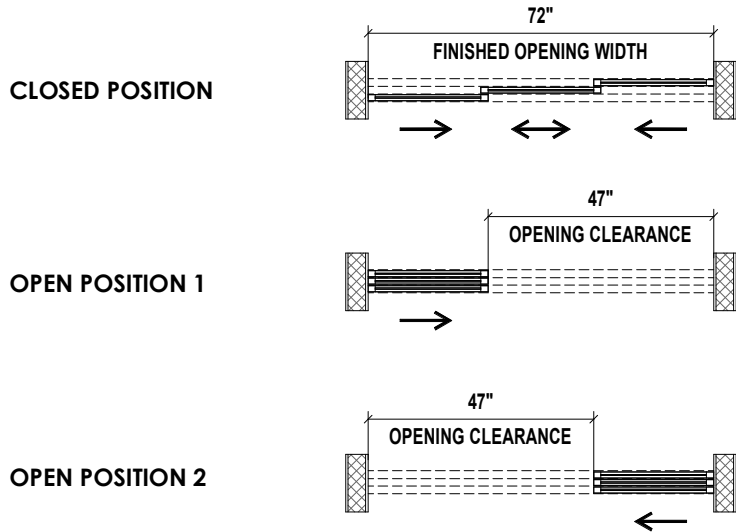 72"
FINISHED OPENING WIDTH
CLOSED POSITION
47"
OPENING CLEARANCE
OPEN POSITION 1
47"
OPENING CLEARANCE
OPEN POSITION 2